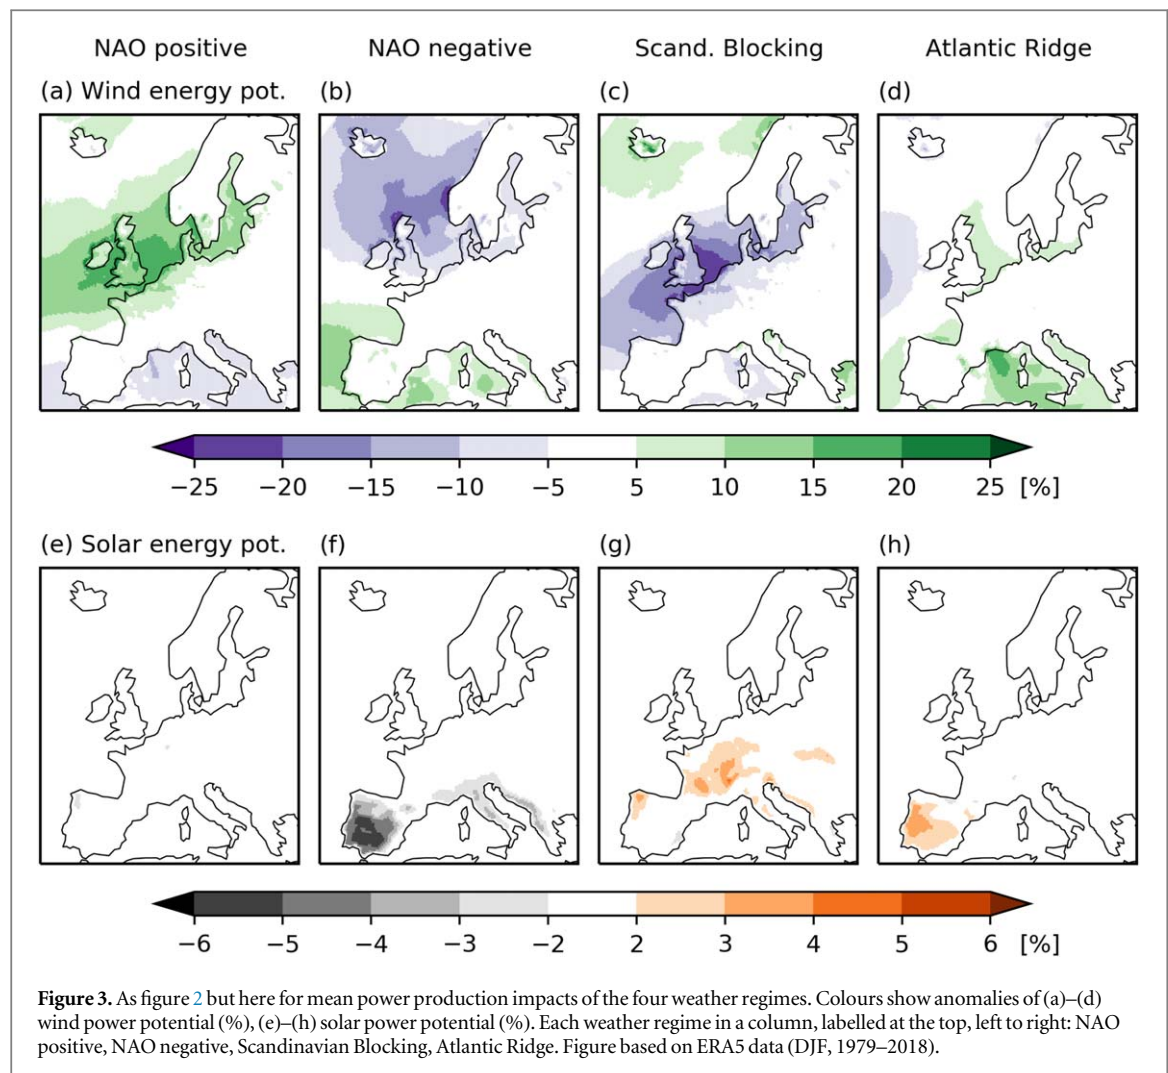 NAO positive NAO negative Scand. Blocking Atlantic Ridge
(a) Wind energy pot. (b) (c) (d)
−25 −20 −15 −10 −5 5 10 15 20 25 [%]
(e) Solar energy pot. (f) (g) (h)
−6 −5 −4 −3 −2 2 3 4 5 6 [%]
Figure 3. As figure 2 but here for mean power production impacts of the four weather regimes. Colours show anomalies of (a)–(d)
wind power potential (%), (e)–(h) solar power potential (%). Each weather regime in a column, labelled at the top, left to right: NAO
positive, NAO negative, Scandinavian Blocking, Atlantic Ridge. Figure based on ERA5 data (DJF, 1979–2018).